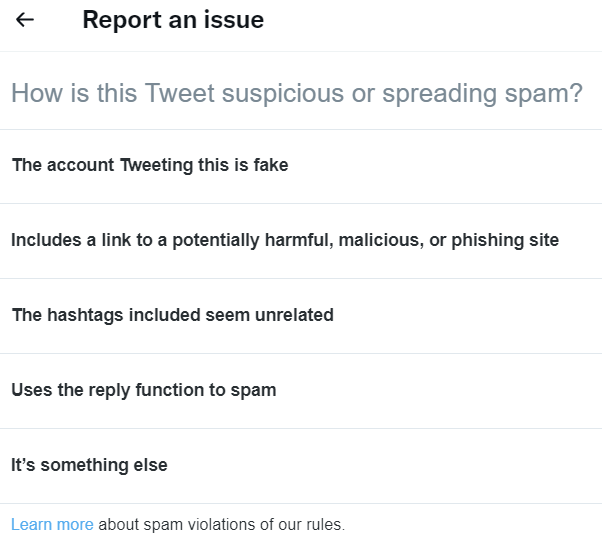 Report an issue
How is this Tweet suspicious or spreading spam?
The account Tweeting this is fake
Includes a link to a potentially harmful, malicious, or phishing site
The hashtags included seem unrelated
Uses the reply function to spam
It’s something else
Learn more about spam violations of our rules.